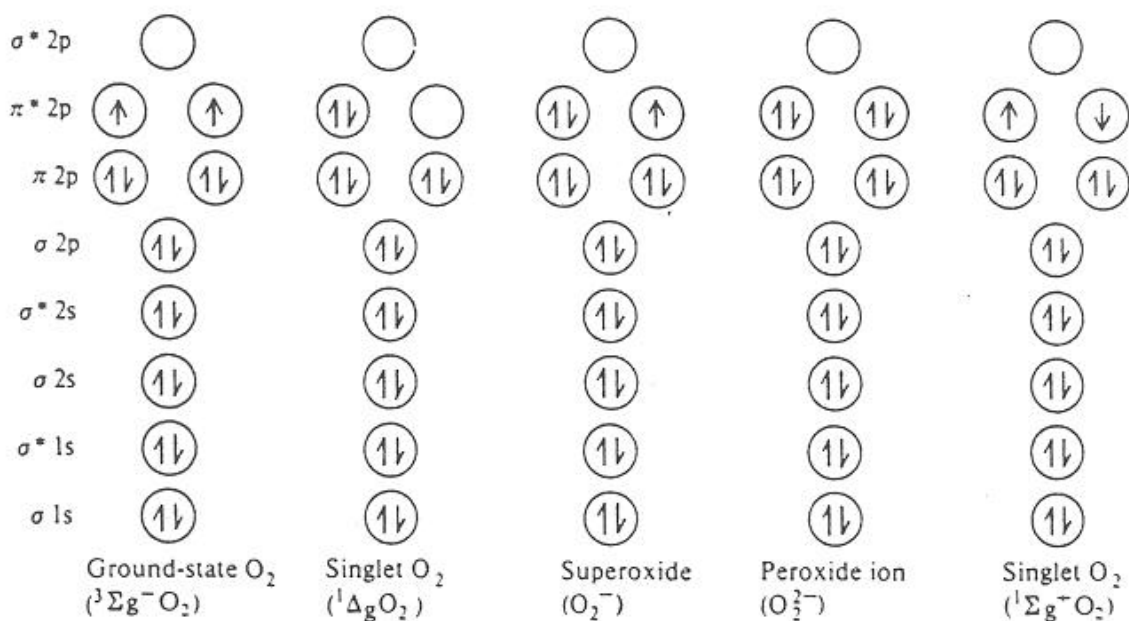 σ* 2p
π* 2p
π 2p
σ 2p
σ* 2s
σ 2s
σ* 1s
σ 1s
Ground-state O₂
(³Σg⁻O₂)
Singlet O₂
(¹ΔgO₂)
Superoxide
(O₂⁻)
Peroxide ion
(O₂²⁻)
Singlet O₂
(¹Σg⁺O₂)